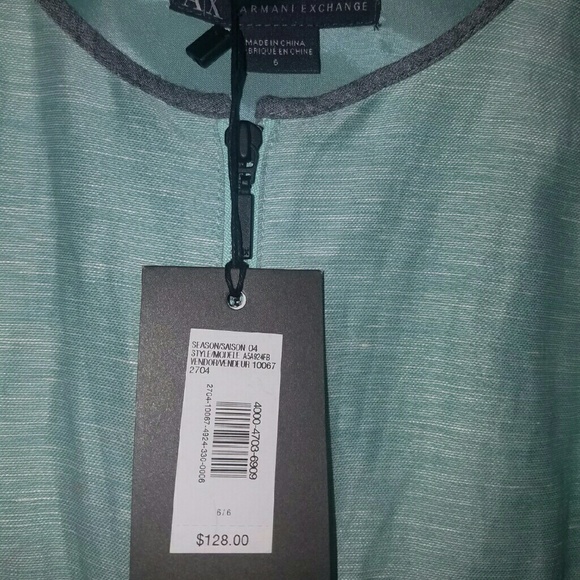 A|X ARMANI EXCHANGE
MADE IN CHINA
FABRIQUE EN CHINE
6
SEASON/SAISON 04
STYLE/MODELE A5A924FB
VENDOR/VENDEUR 10067
2704
4000-4703-6909
2704-10067-4924-330-0006
6/6
$128.00